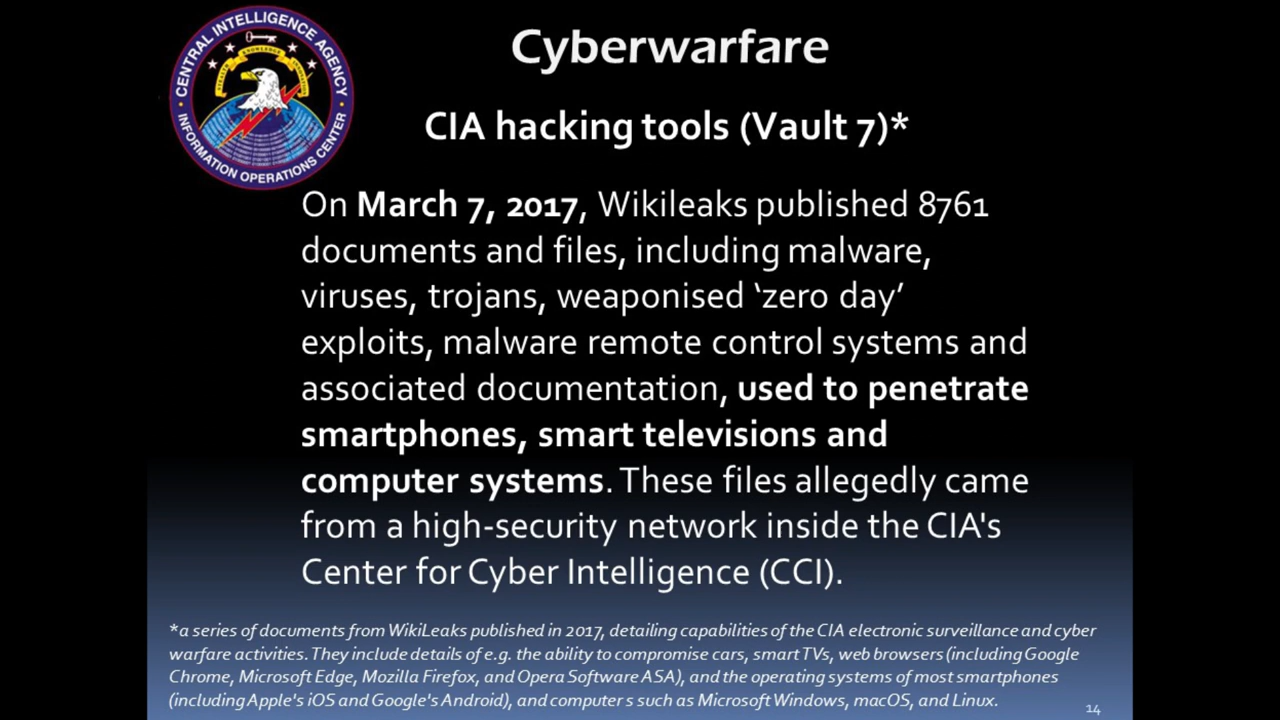 Cyberwarfare
CENTRAL INTELLIGENCE AGENCY
INFORMATION OPERATIONS CENTER
CIA hacking tools (Vault 7)*
On March 7, 2017, Wikileaks published 8761
documents and files, including malware,
viruses, trojans, weaponised ‘zero day’
exploits, malware remote control systems and
associated documentation, used to penetrate
smartphones, smart televisions and
computer systems. These files allegedly came
from a high-security network inside the CIA's
Center for Cyber Intelligence (CCI).
*a series of documents from WikiLeaks published in 2017, detailing capabilities of the CIA electronic surveillance and cyber
warfare activities. They include details of e.g. the ability to compromise cars, smart TVs, web browsers (including Google
Chrome, Microsoft Edge, Mozilla Firefox, and Opera Software ASA), and the operating systems of most smartphones
(including Apple's iOS and Google's Android), and computer s such as Microsoft Windows, macOS, and Linux.
14